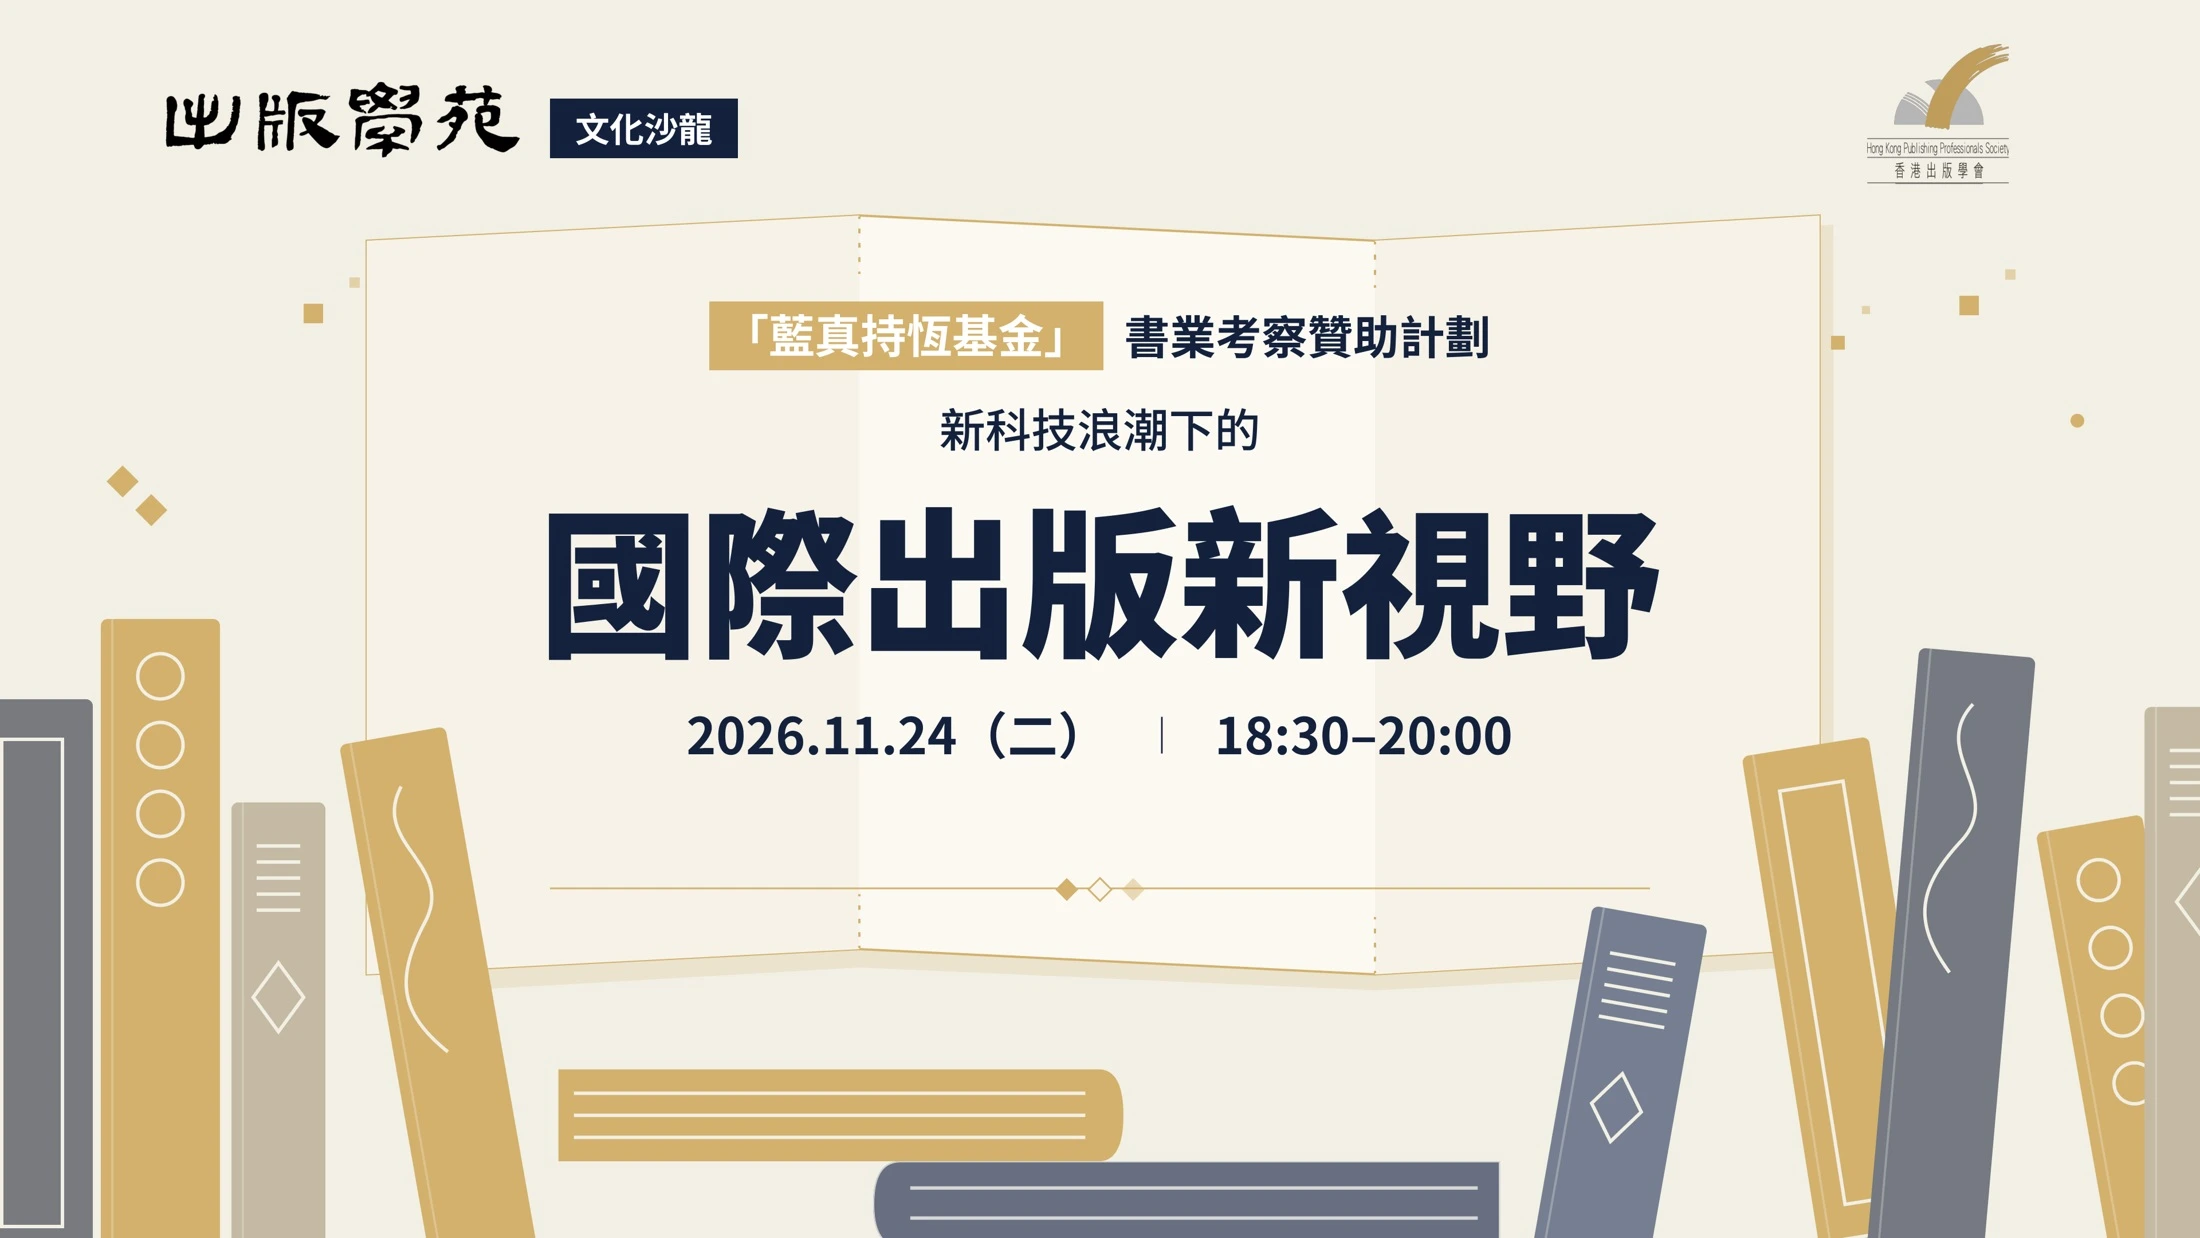 出版學苑 文化沙龍
Hong Kong Publishing Professionals Society
香港出版學會
「藍真持恆基金」 書業考察贊助計劃
新科技浪潮下的
國際出版新視野
2026.11.24（二） | 18:30–20:00